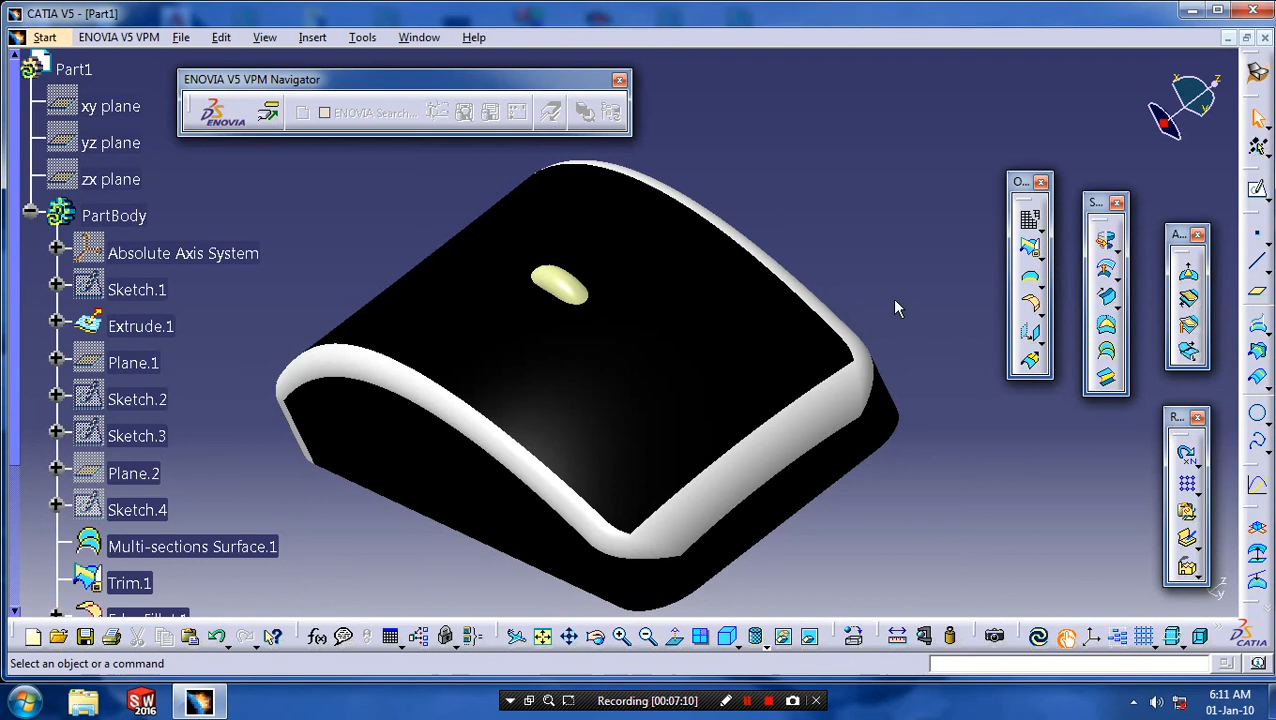 CATIA V5 - [Part1]
Start ENOVIA V5 VPM File Edit View Insert Tools Window Help
Part1
xy plane
yz plane
zx plane
PartBody
Absolute Axis System
Sketch.1
Extrude.1
Plane.1
Sketch.2
Sketch.3
Plane.2
Sketch.4
Multi-sections Surface.1
Trim.1
ENOVIA V5 VPM Navigator
ENOVIA
ENOVIA Search...
x z y
O...
S...
A...
R...
z
y
f(x)
CATIA
Select an object or a command
SW 2016
Recording [00:07:10]
6:11 AM
01-Jan-10